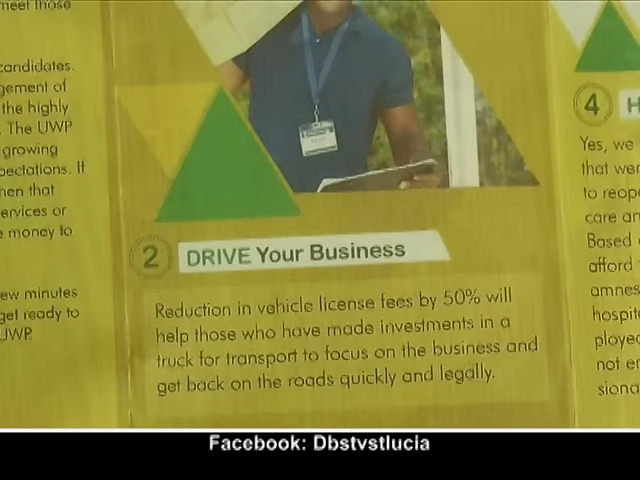 meet those
candidates.
gement of
the highly
. The UWP
growing
pectations. If
hen that
ervices or
e money to
ew minutes
get ready to
UWP.
2
DRIVE Your Business
Reduction in vehicle license fees by 50% will
help those who have made investments in a
truck for transport to focus on the business and
get back on the roads quickly and legally.
4
H
Yes, we
that wer
to reop
care an
Based
afford
amnes
hospit
ployed
not en
siona
Facebook: Dbstvstlucia